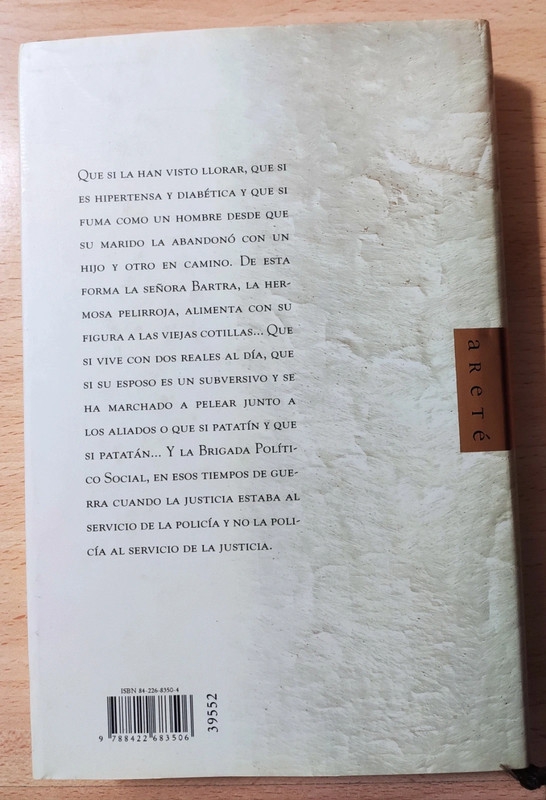 Que si la han visto llorar, que si
es hipertensa y diabética y que si
fuma como un hombre desde que
su marido la abandonó con un
hijo y otro en camino. De esta
forma la señora Bartra, la her-
mosa pelirroja, alimenta con su
figura a las viejas cotillas... Que
si vive con dos reales al día, que
si su esposo es un subversivo y se
ha marchado a pelear junto a
los aliados o que si patatín y que
si patatán... Y la Brigada Políti-
co Social, en esos tiempos de gue-
rra cuando la justicia estaba al
servicio de la policía y no la poli-
cía al servicio de la justicia.
areté
ISBN 84-226-8350-4
9 788422 683506
39552